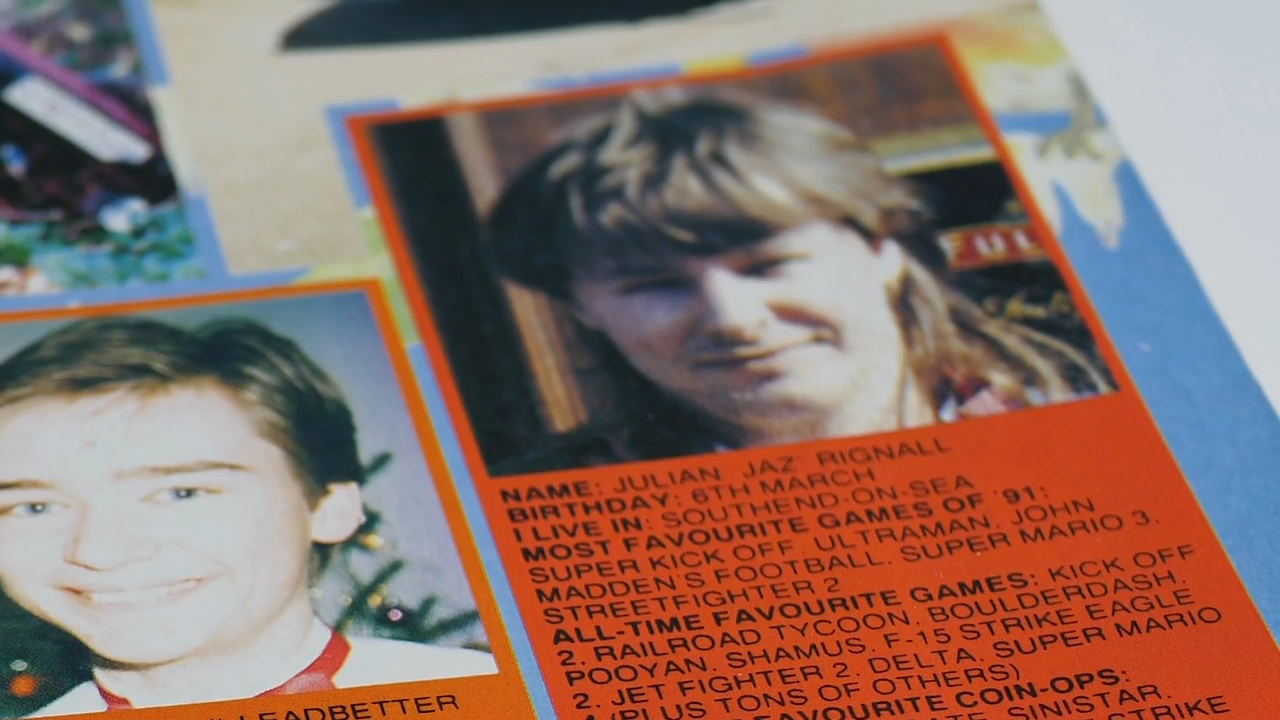 FUL
NAME: JULIAN 'JAZ' RIGNALL
BIRTHDAY: 6TH MARCH
I LIVE IN: SOUTHEND-ON-SEA
MOST FAVOURITE GAMES OF '91:
SUPER KICK OFF, ULTRAMAN, JOHN
MADDEN'S FOOTBALL, SUPER MARIO 3,
STREETFIGHTER 2
ALL-TIME FAVOURITE GAMES: KICK OFF
2, RAILROAD TYCOON, BOULDERDASH,
POOYAN, SHAMUS, F-15 STRIKE EAGLE
2, JET FIGHTER 2, DELTA, SUPER MARIO
4 (PLUS TONS OF OTHERS)
FAVOURITE COIN-OPS:
SINISTAR,
STRIKE
LEADBETTER